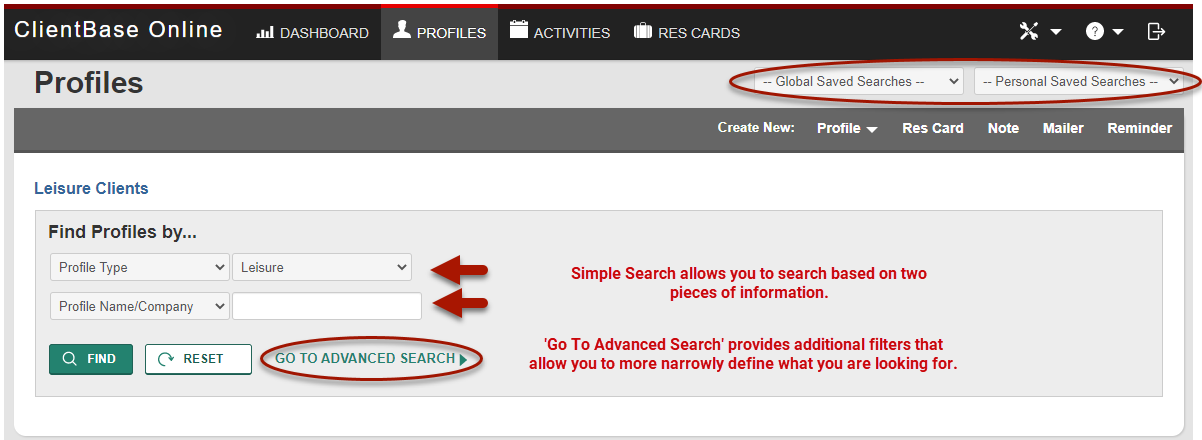 ClientBase Online DASHBOARD PROFILES ACTIVITIES RES CARDS ?
Profiles -- Global Saved Searches -- -- Personal Saved Searches --
Create New: Profile Res Card Note Mailer Reminder
Leisure Clients
Find Profiles by...
Profile Type Leisure
Simple Search allows you to search based on two
pieces of information.
Profile Name/Company
'Go To Advanced Search' provides additional filters that
allow you to more narrowly define what you are looking for.
FIND RESET GO TO ADVANCED SEARCH